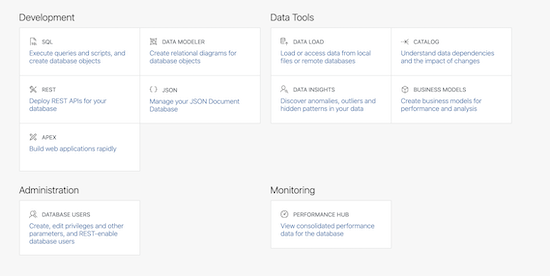 Development
SQL
Execute queries and scripts, and
create database objects
DATA MODELER
Create relational diagrams for
database objects
REST
Deploy REST APIs for your
database
JSON
Manage your JSON Document
Database
APEX
Build web applications rapidly
Data Tools
DATA LOAD
Load or access data from local
files or remote databases
CATALOG
Understand data dependencies
and the impact of changes
DATA INSIGHTS
Discover anomalies, outliers and
hidden patterns in your data
BUSINESS MODELS
Create business models for
performance and analysis
Administration
DATABASE USERS
Create, edit privileges and other
parameters, and REST-enable
database users
Monitoring
PERFORMANCE HUB
View consolidated performance
data for the database